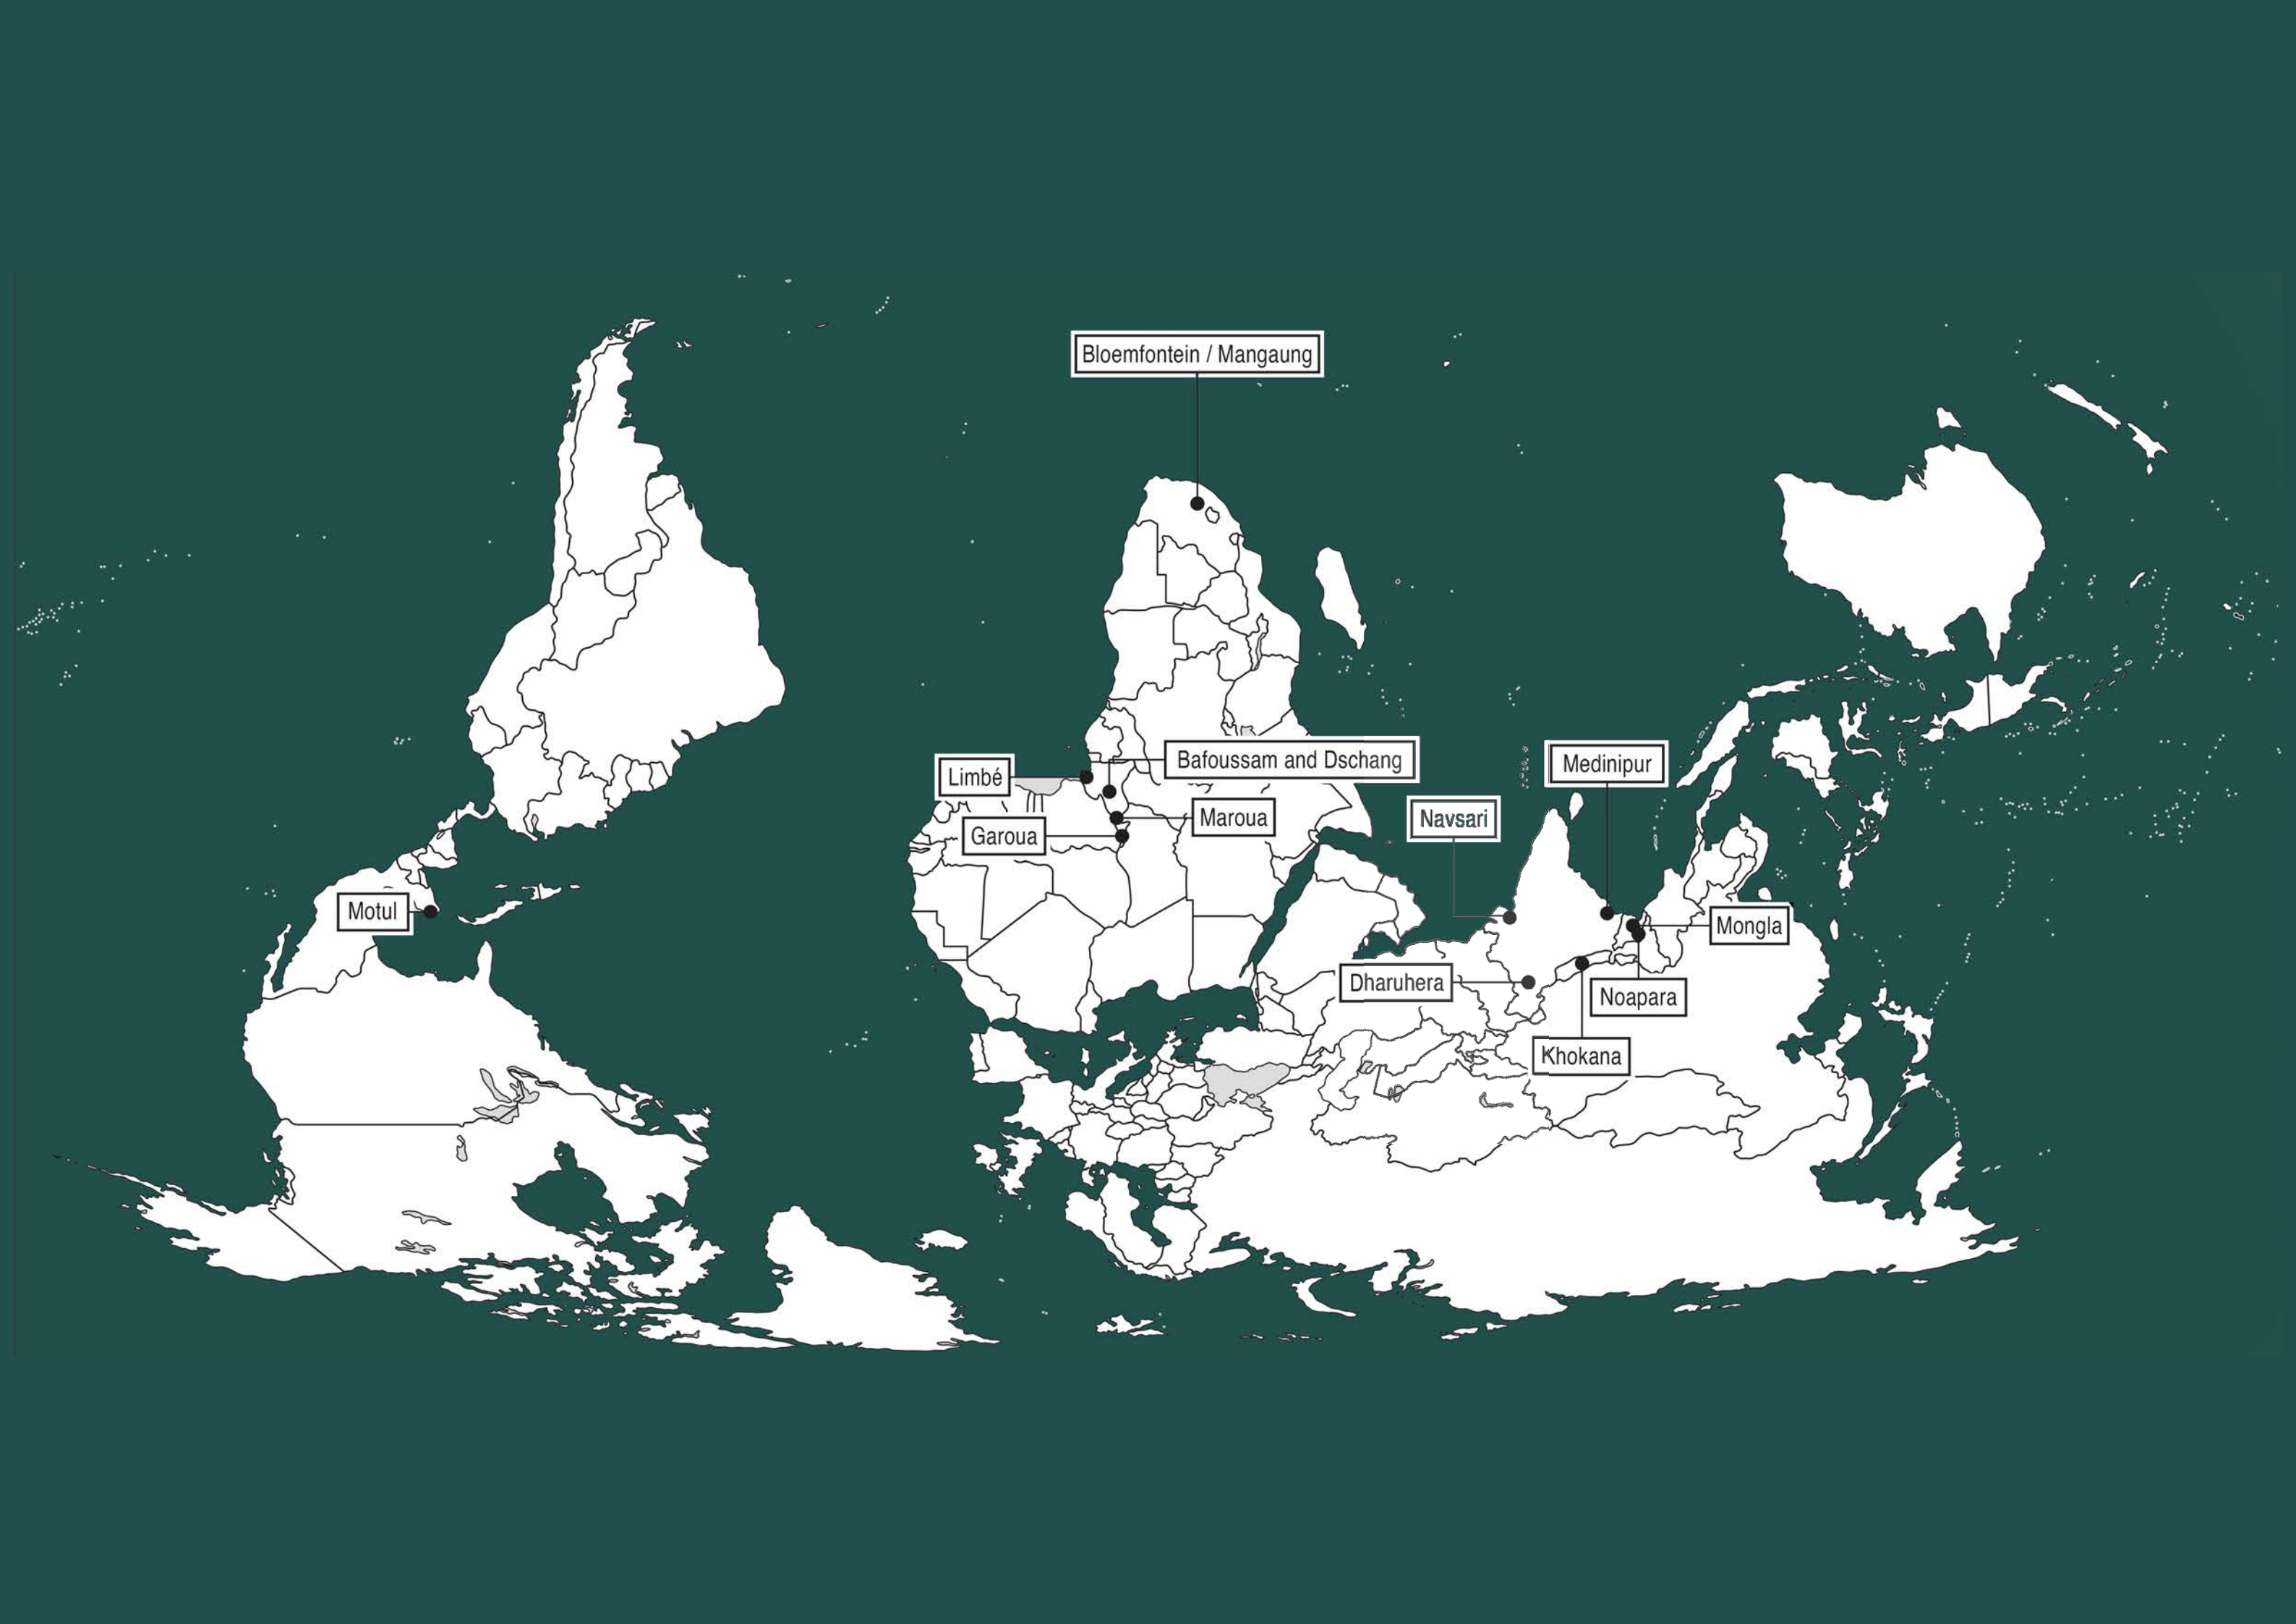 Bloemfontein / Mangaung
Bafoussam and Dschang
Medinipur
Limbé
Maroua
Navsari
Garoua
Motul
Mongla
Dharuhera
Noapara
Khokana